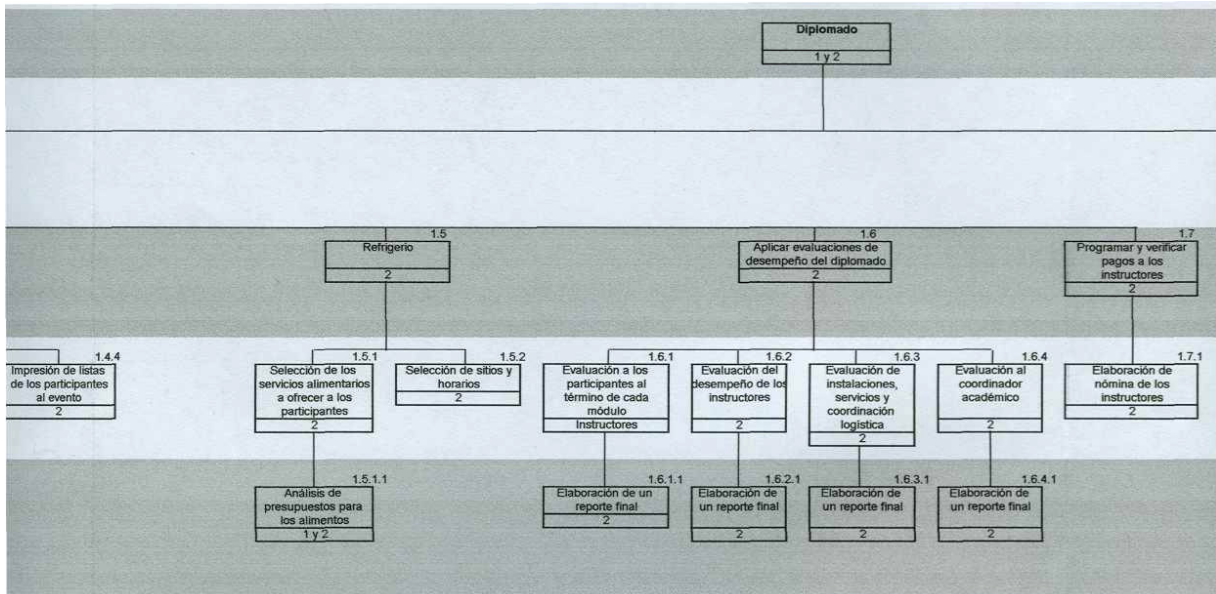 Diplomado
1 y 2
1.5
Refrigerio
2
1.6
Aplicar evaluaciones de
desempeño del diplomado
2
1.7
Programar y verificar
pagos a los
instructores
2
1.4.4
Impresión de listas
de los participantes
al evento
2
1.5.1
Selección de los
servicios alimentarios
a ofrecer a los
participantes
2
1.5.2
Selección de sitios y
horarios
2
1.6.1
Evaluación a los
participantes al
término de cada
módulo
Instructores
1.6.2
Evaluación del
desempeño de los
instructores
2
1.6.3
Evaluación de
instalaciones,
servicios y
coordinación
logística
2
1.6.4
Evaluación al
coordinador
académico
2
1.7.1
Elaboración de
nómina de los
instructores
2
1.5.1.1
Análisis de
presupuestos para
los alimentos
1 y 2
1.6.1.1
Elaboración de un
reporte final
2
1.6.2.1
Elaboración de
un reporte final
2
1.6.3.1
Elaboración de
un reporte final
2
1.6.4.1
Elaboración de
un reporte final
2